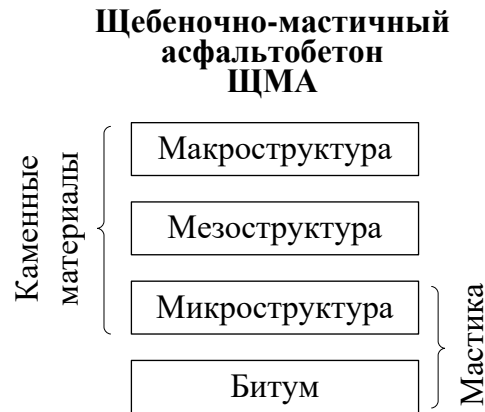 Щебеночно-мастичный
асфальтобетон
ЩМА
Каменные
материалы
Макроструктура
Мезоструктура
Микроструктура
Битум
Мастика